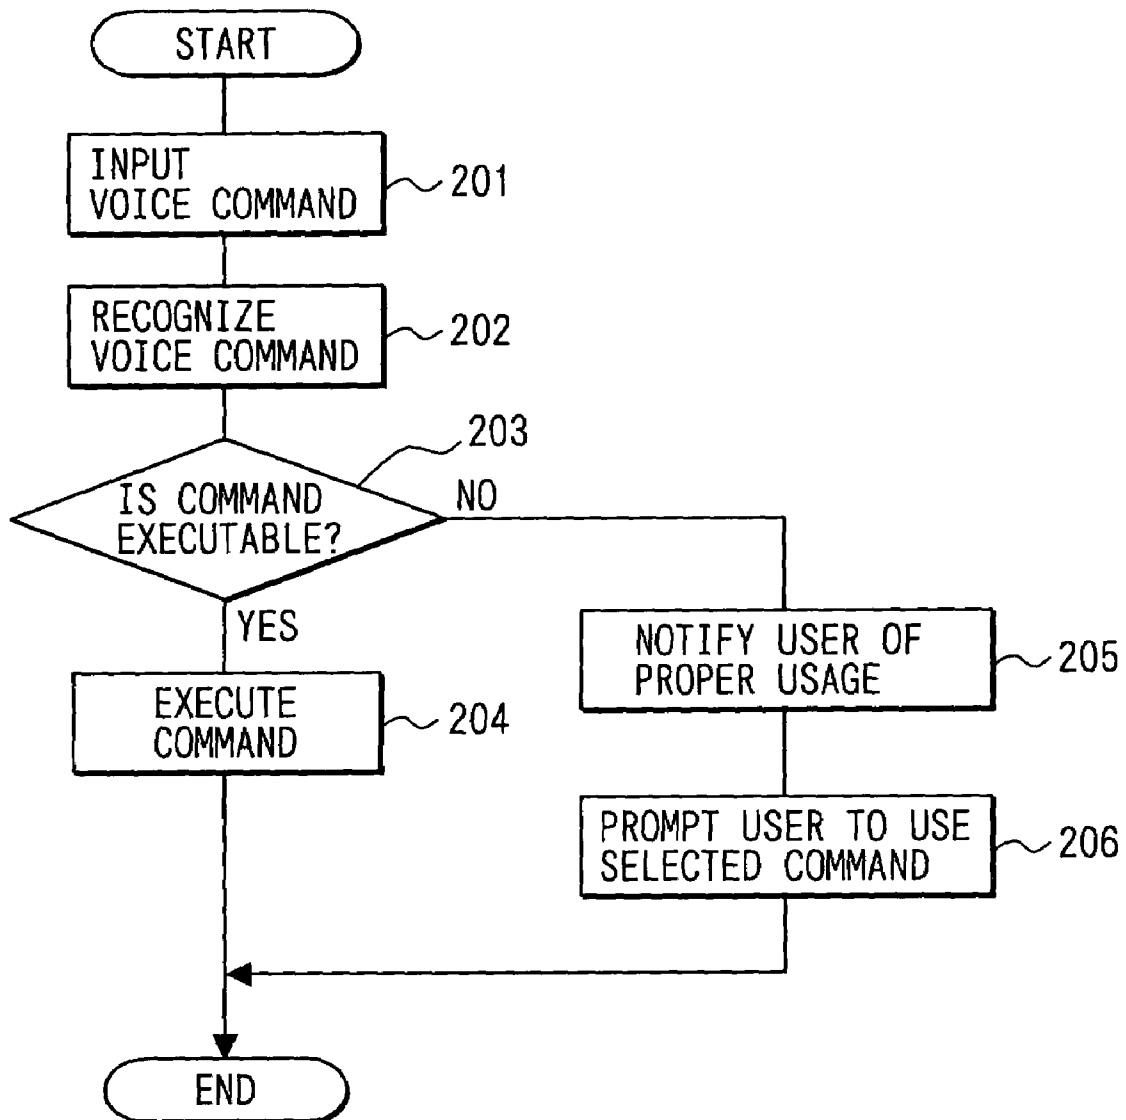 START
INPUT
VOICE COMMAND
201
RECOGNIZE
VOICE COMMAND
202
203
IS COMMAND
EXECUTABLE?
NO
YES
NOTIFY USER OF
PROPER USAGE
205
EXECUTE
COMMAND
204
PROMPT USER TO USE
SELECTED COMMAND
206
END